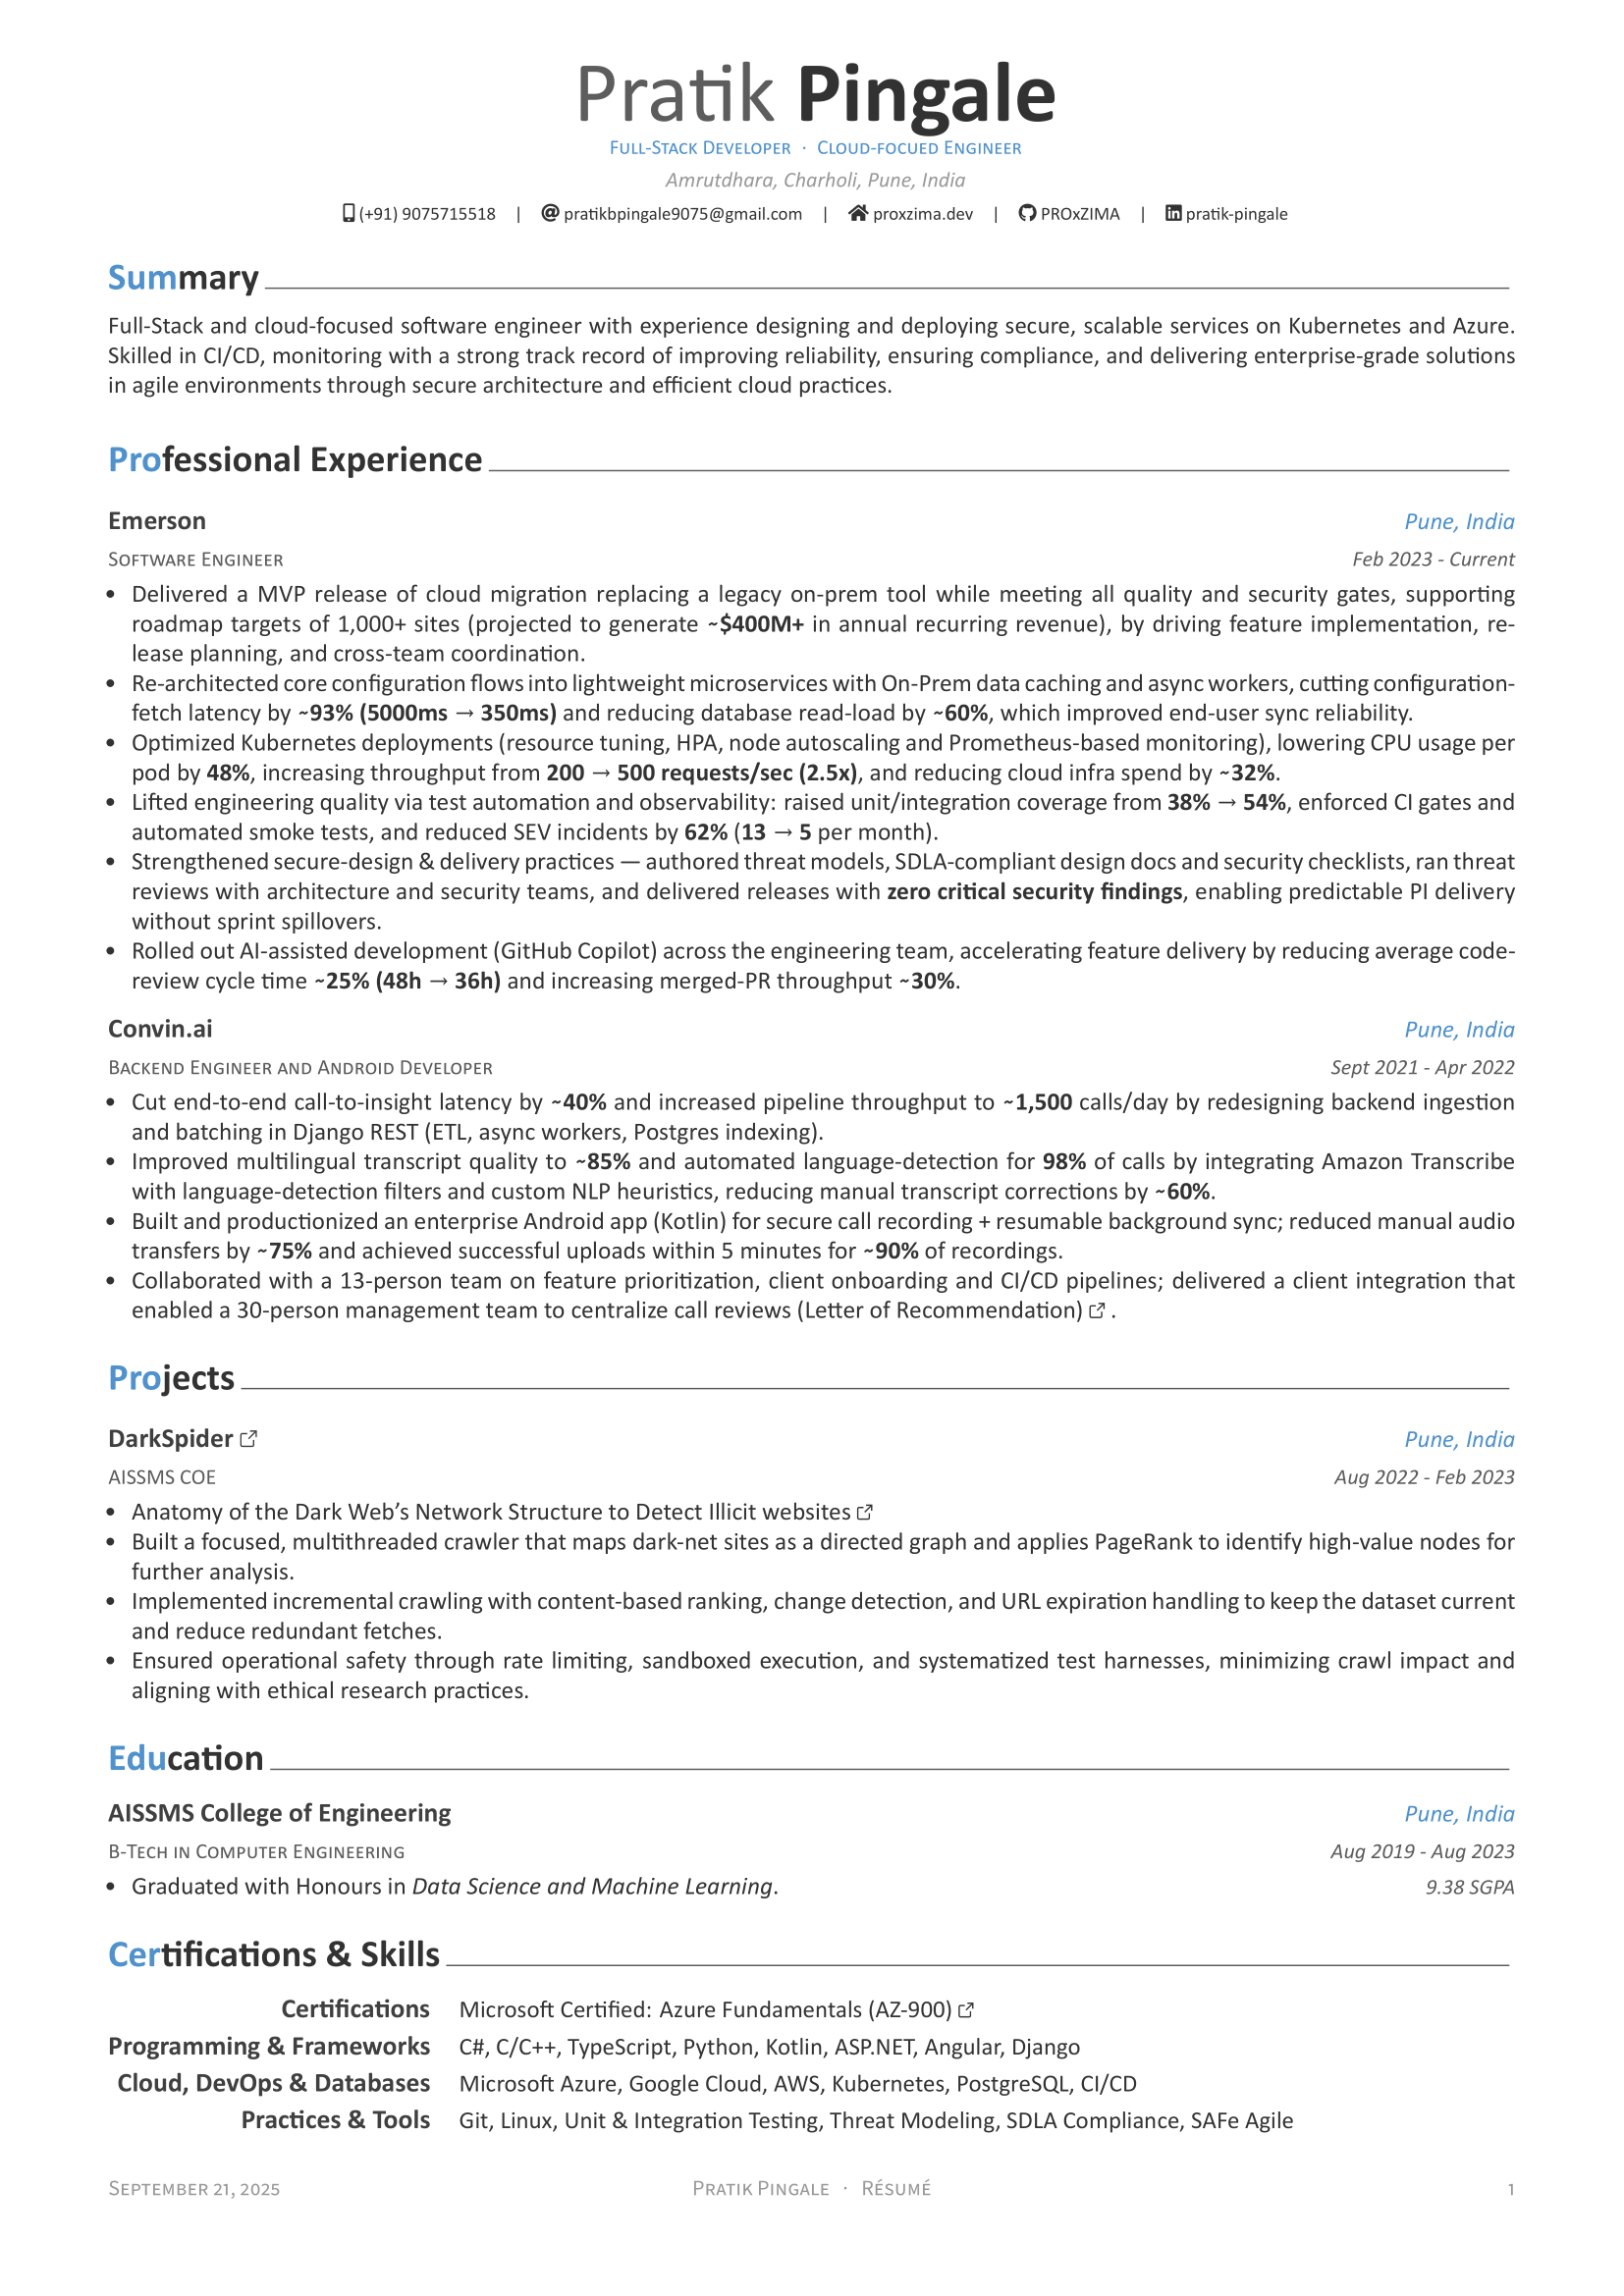 Pratik Pingale
Full-Stack Developer · Cloud-focued Engineer
Amrutdhara, Charholi, Pune, India
(+91) 9075715518 | pratikbpingale9075@gmail.com | proxzima.dev | PROxZIMA | pratik-pingale
Summary
Full-Stack and cloud-focused software engineer with experience designing and deploying secure, scalable services on Kubernetes and Azure.
Skilled in CI/CD, monitoring with a strong track record of improving reliability, ensuring compliance, and delivering enterprise-grade solutions
in agile environments through secure architecture and efficient cloud practices.
Professional Experience
Emerson Pune, India
Software Engineer Feb 2023 - Current
• Delivered a MVP release of cloud migration replacing a legacy on-prem tool while meeting all quality and security gates, supporting
roadmap targets of 1,000+ sites (projected to generate ~$400M+ in annual recurring revenue), by driving feature implementation, re-
lease planning, and cross-team coordination.
• Re-architected core configuration flows into lightweight microservices with On-Prem data caching and async workers, cutting configuration-
fetch latency by ~93% (5000ms → 350ms) and reducing database read-load by ~60%, which improved end-user sync reliability.
• Optimized Kubernetes deployments (resource tuning, HPA, node autoscaling and Prometheus-based monitoring), lowering CPU usage per
pod by 48%, increasing throughput from 200 → 500 requests/sec (2.5x), and reducing cloud infra spend by ~32%.
• Lifted engineering quality via test automation and observability: raised unit/integration coverage from 38% → 54%, enforced CI gates and
automated smoke tests, and reduced SEV incidents by 62% (13 → 5 per month).
• Strengthened secure-design & delivery practices — authored threat models, SDLA-compliant design docs and security checklists, ran threat
reviews with architecture and security teams, and delivered releases with zero critical security findings, enabling predictable PI delivery
without sprint spillovers.
• Rolled out AI-assisted development (GitHub Copilot) across the engineering team, accelerating feature delivery by reducing average code-
review cycle time ~25% (48h → 36h) and increasing merged-PR throughput ~30%.
Convin.ai Pune, India
Backend Engineer and Android Developer Sept 2021 - Apr 2022
• Cut end-to-end call-to-insight latency by ~40% and increased pipeline throughput to ~1,500 calls/day by redesigning backend ingestion
and batching in Django REST (ETL, async workers, Postgres indexing).
• Improved multilingual transcript quality to ~85% and automated language-detection for 98% of calls by integrating Amazon Transcribe
with language-detection filters and custom NLP heuristics, reducing manual transcript corrections by ~60%.
• Built and productionized an enterprise Android app (Kotlin) for secure call recording + resumable background sync; reduced manual audio
transfers by ~75% and achieved successful uploads within 5 minutes for ~90% of recordings.
• Collaborated with a 13-person team on feature prioritization, client onboarding and CI/CD pipelines; delivered a client integration that
enabled a 30-person management team to centralize call reviews (Letter of Recommendation) .
Projects
DarkSpider Pune, India
AISSMS COE Aug 2022 - Feb 2023
• Anatomy of the Dark Web's Network Structure to Detect Illicit websites
• Built a focused, multithreaded crawler that maps dark-net sites as a directed graph and applies PageRank to identify high-value nodes for
further analysis.
• Implemented incremental crawling with content-based ranking, change detection, and URL expiration handling to keep the dataset current
and reduce redundant fetches.
• Ensured operational safety through rate limiting, sandboxed execution, and systematized test harnesses, minimizing crawl impact and
aligning with ethical research practices.
Education
AISSMS College of Engineering Pune, India
B-Tech in Computer Engineering Aug 2019 - Aug 2023
• Graduated with Honours in Data Science and Machine Learning. 9.38 SGPA
Certifications & Skills
Certifications Microsoft Certified: Azure Fundamentals (AZ-900)
Programming & Frameworks C#, C/C++, TypeScript, Python, Kotlin, ASP.NET, Angular, Django
Cloud, DevOps & Databases Microsoft Azure, Google Cloud, AWS, Kubernetes, PostgreSQL, CI/CD
Practices & Tools Git, Linux, Unit & Integration Testing, Threat Modeling, SDLA Compliance, SAFe Agile
September 21, 2025 Pratik Pingale · Résumé 1